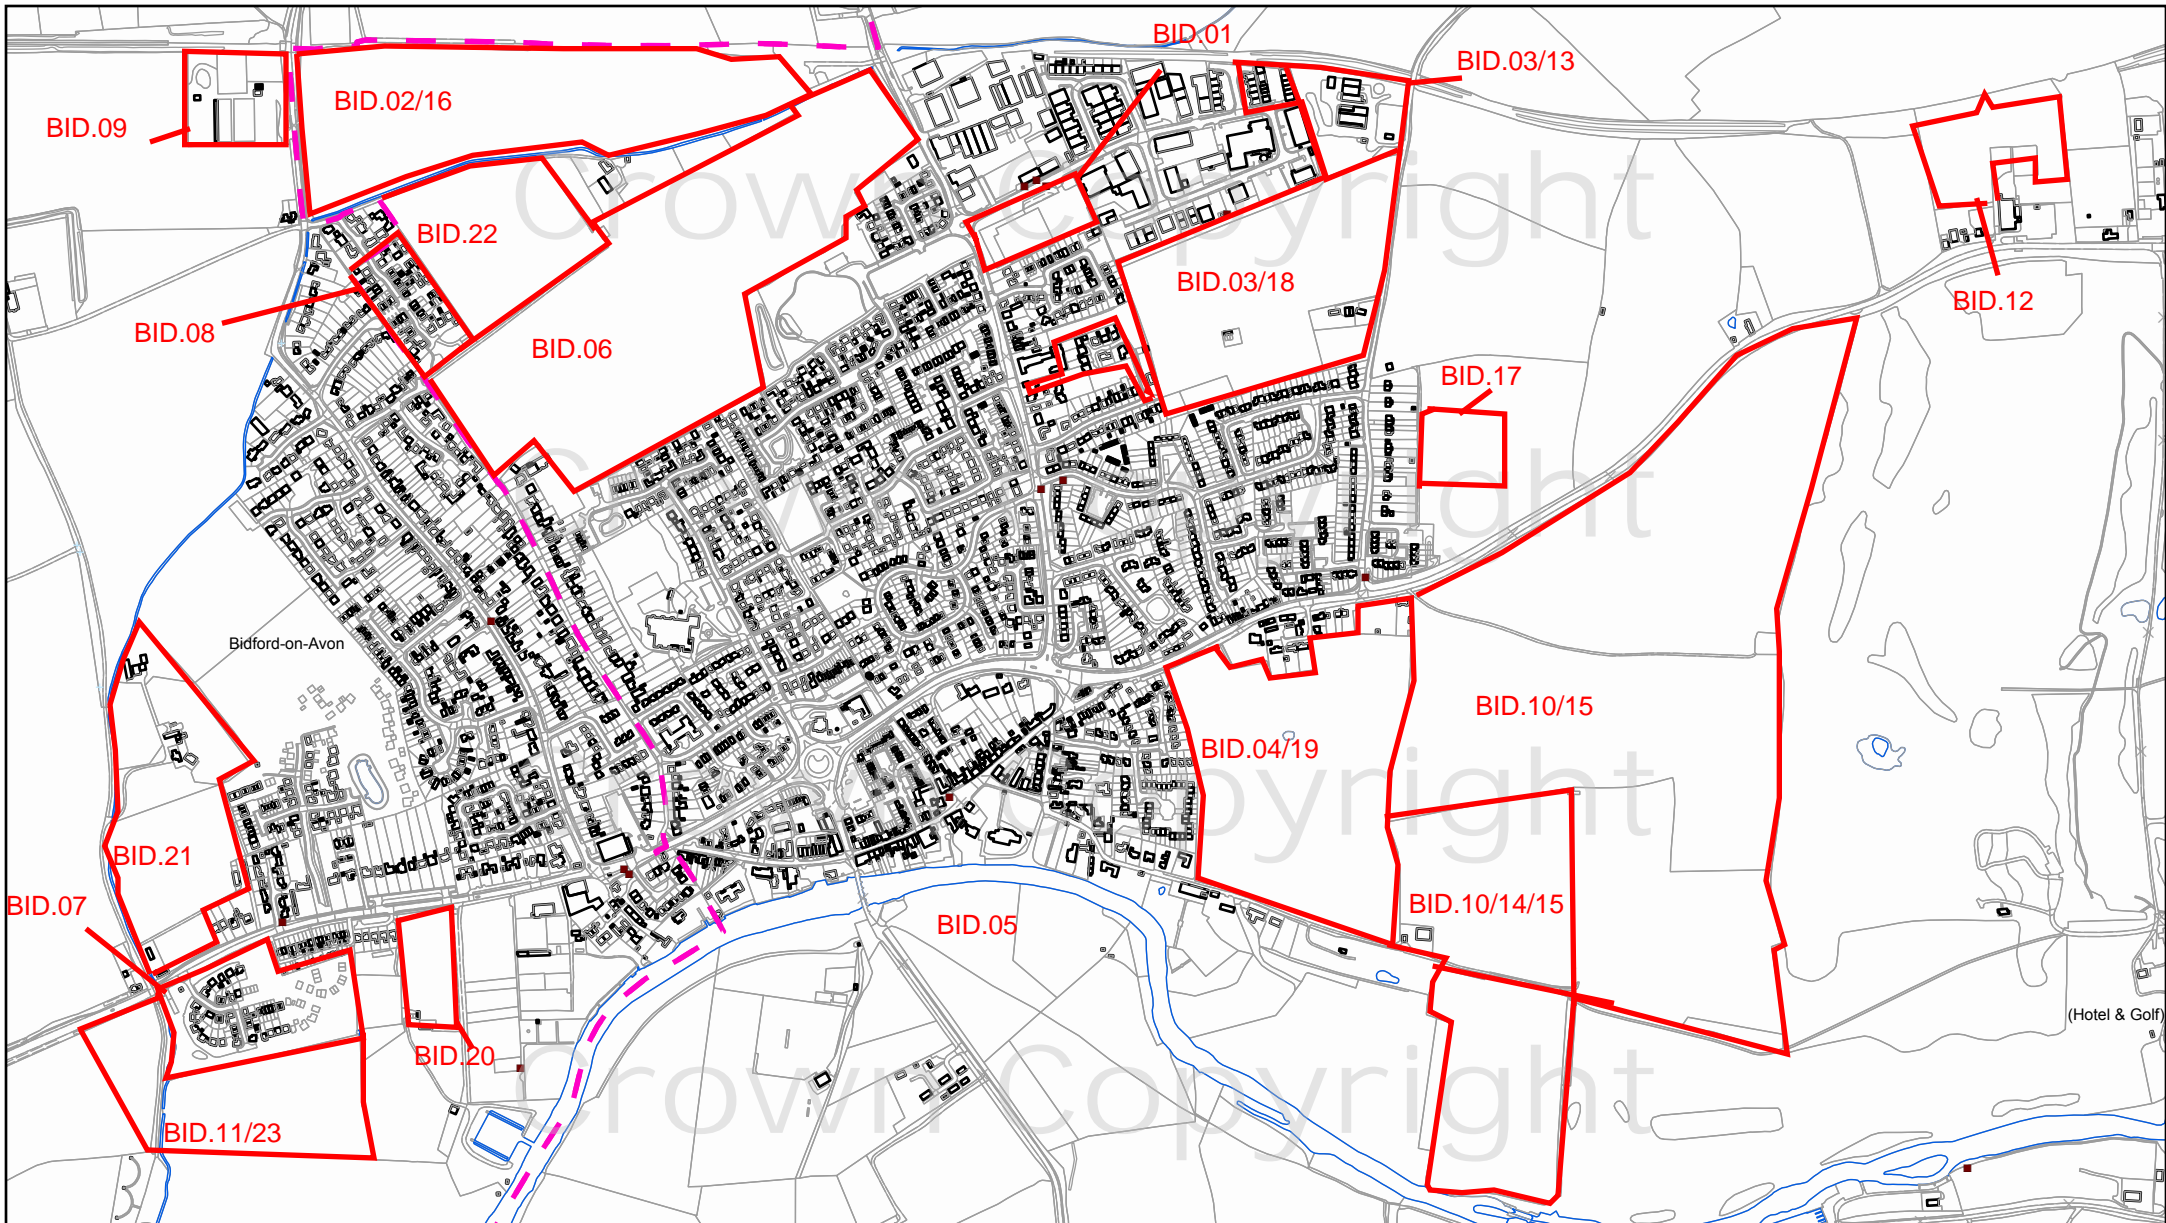 BID.01
BID.03/13
BID.02/16
BID.09
Crown Copyright
BID.22
BID.03/18
BID.12
BID.08
BID.06
BID.17
Crown Copyright
Bidford-on-Avon
BID.10/15
BID.04/19
Crown Copyright
BID.21
BID.07
BID.10/14/15
BID.05
(Hotel & Golf)
BID.20
Crown Copyright
BID.11/23